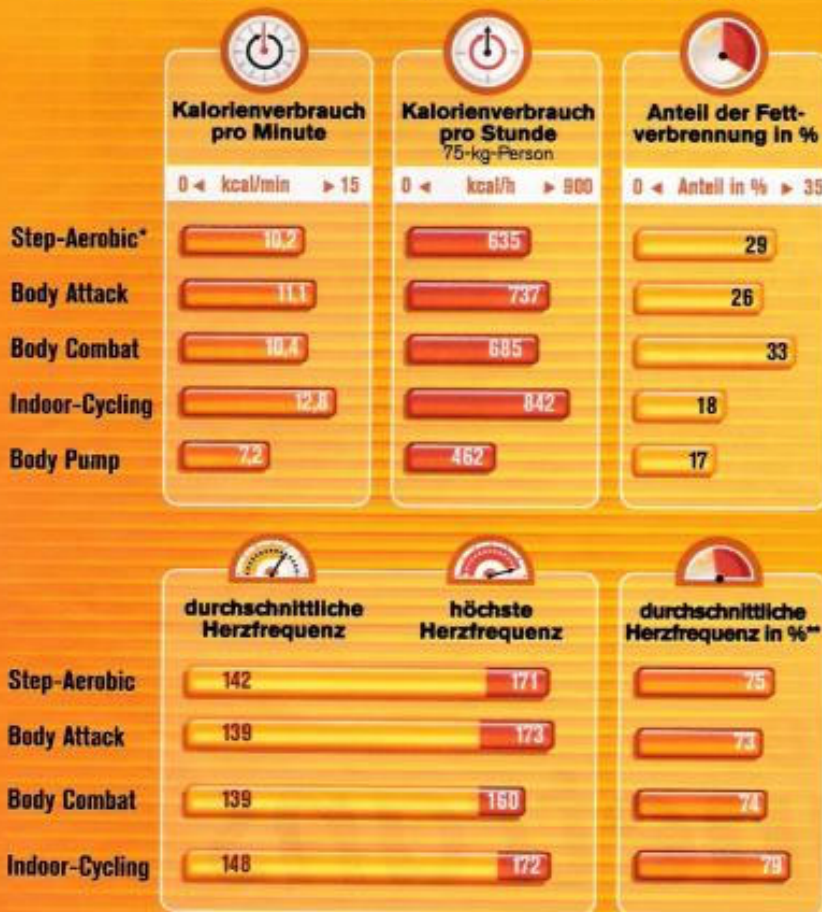 Kalorienverbrauch
pro Minute
Kalorienverbrauch
pro Stunde
75-kg-Person
Anteil der Fett-
verbrennung in %
0 ◄ kcal/min ► 15
0 ◄ kcal/h ► 900
0 ◄ Anteil in % ► 35
Step-Aerobic* 10,2 635 29
Body Attack 11,1 737 26
Body Combat 10,4 685 33
Indoor-Cycling 12,8 842 18
Body Pump 7,2 462 17
durchschnittliche
Herzfrequenz
höchste
Herzfrequenz
durchschnittliche
Herzfrequenz in %**
Step-Aerobic 142 171 75
Body Attack 139 173 73
Body Combat 139 160 74
Indoor-Cycling 148 172 79